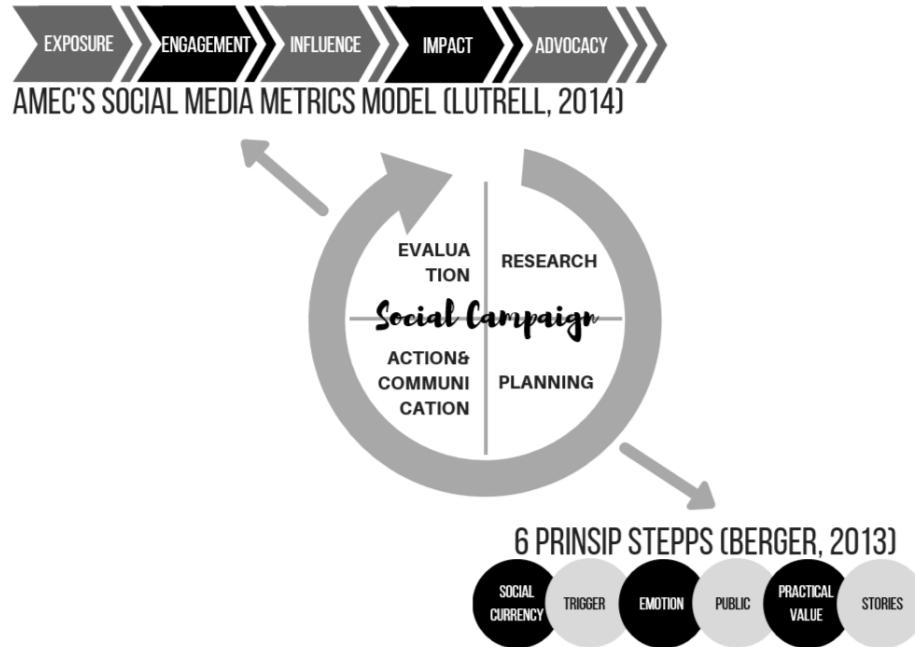 EXPOSURE
ENGAGEMENT
INFLUENCE
IMPACT
ADVOCACY
AMEC'S SOCIAL MEDIA METRICS MODEL (LUTRELL, 2014)
EVALUA
TION
RESEARCH
Social Campaign
ACTION&
COMMUNI
CATION
PLANNING
6 PRINSIP STEPPS (BERGER, 2013)
SOCIAL
CURRENCY
TRIGGER
EMOTION
PUBLIC
PRACTICAL
VALUE
STORIES